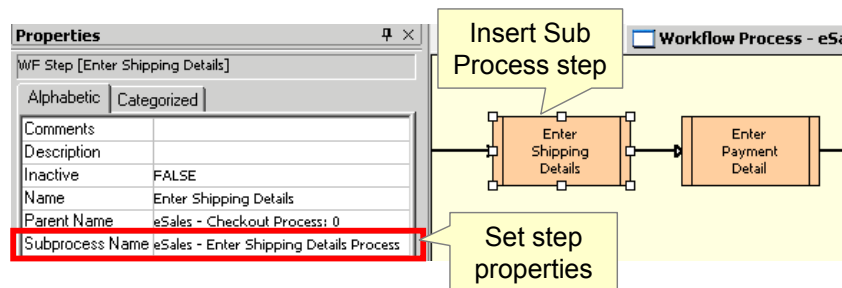 Properties
WF Step [Enter Shipping Details]
Alphabetic Categorized
Comments
Description
Inactive FALSE
Name Enter Shipping Details
Parent Name eSales - Checkout Process: 0
Subprocess Name eSales - Enter Shipping Details Process
Insert Sub
Process step
Workflow Process - eSa
Enter
Shipping
Details
Enter
Payment
Detail
Set step
properties